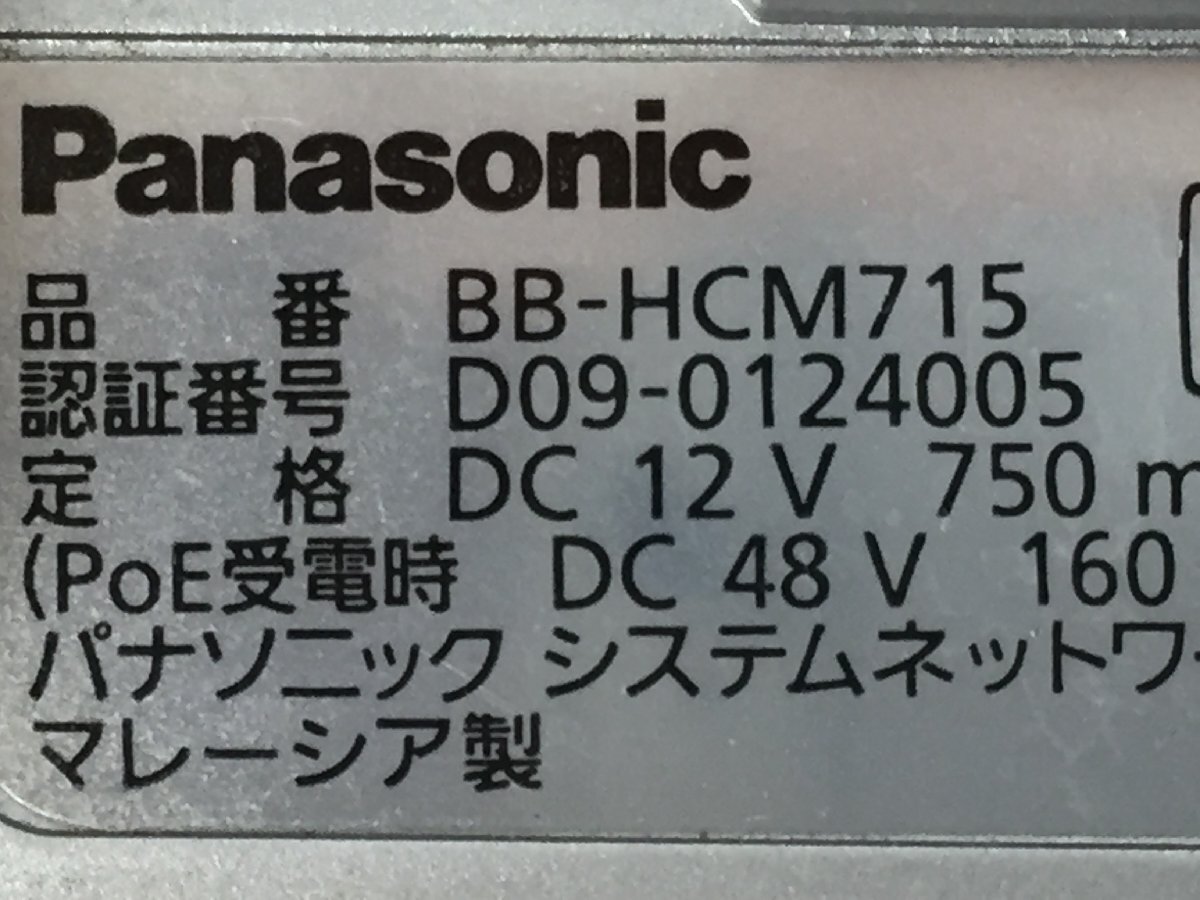 Panasonic
品番 BB-HCM715
認証番号 D09-0124005
定格 DC 12 V 750 m
(PoE受電時 DC 48 V 160
パナソニック システムネットワー
マレーシア製